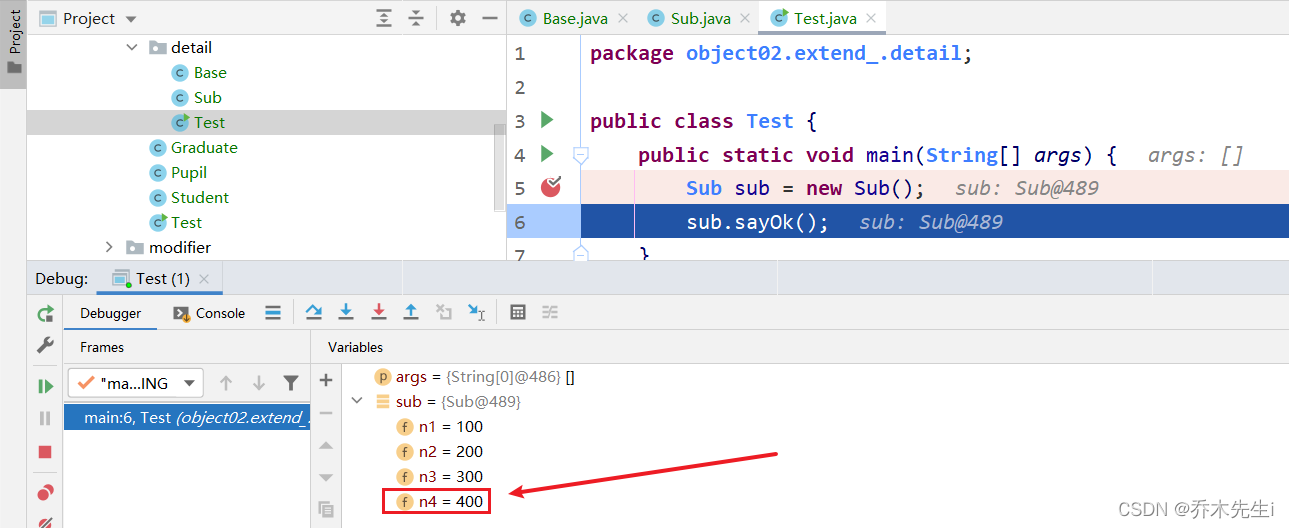 Project
Project
Base.java
Sub.java
Test.java
detail
Base
Sub
Test
Graduate
Pupil
Student
Test
modifier
1 package object02.extend_.detail;
2
3 public class Test {
4 public static void main(String[] args) { args: []
5 Sub sub = new Sub(); sub: Sub@489
6 sub.sayOk(); sub: Sub@489
7 }
Debug: Test (1)
Debugger
Console
Frames
Variables
"ma...ING
main:6, Test (object02.extend_.
p args = {String[0]@486} []
sub = {Sub@489}
f n1 = 100
f n2 = 200
f n3 = 300
f n4 = 400
CSDN @乔木先生i